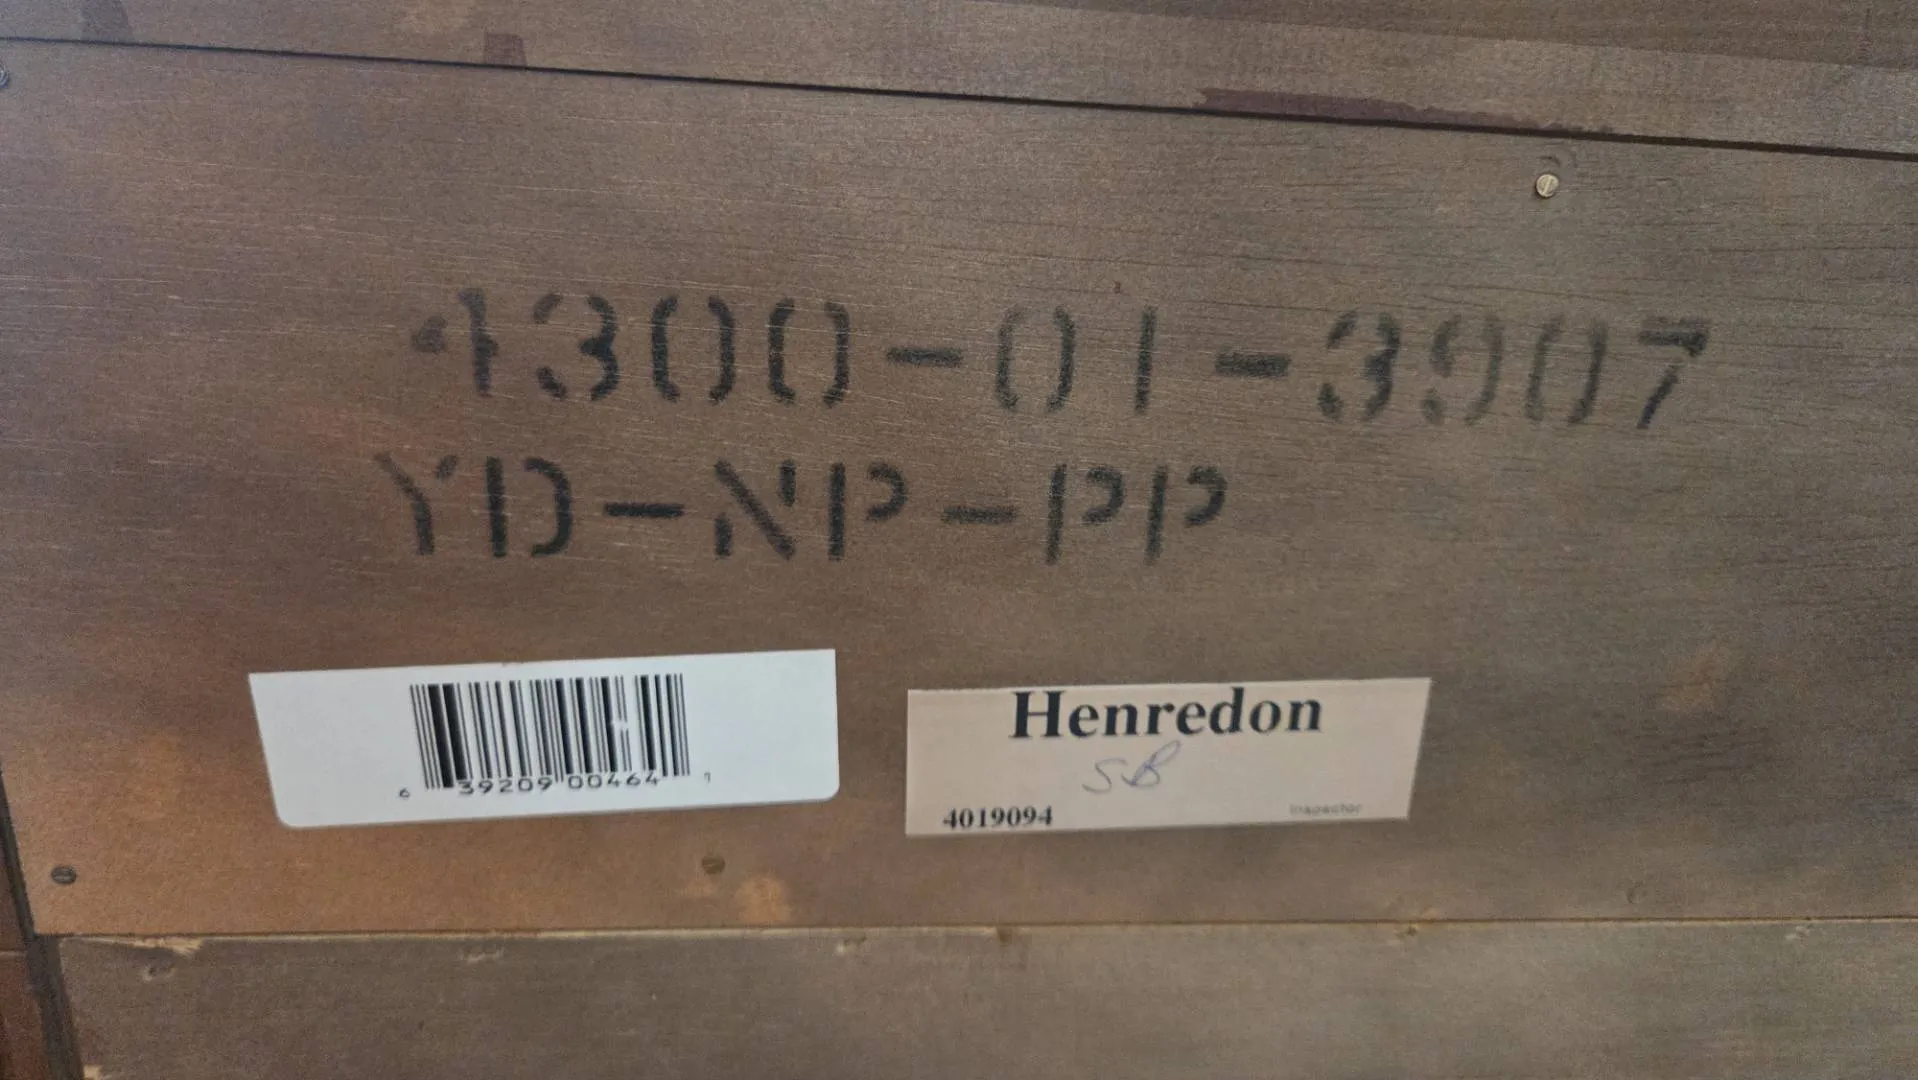 4300-01-3907
YD-NP-PP
6 39209 00464 1
Henredon
SB
4019094
Inspector